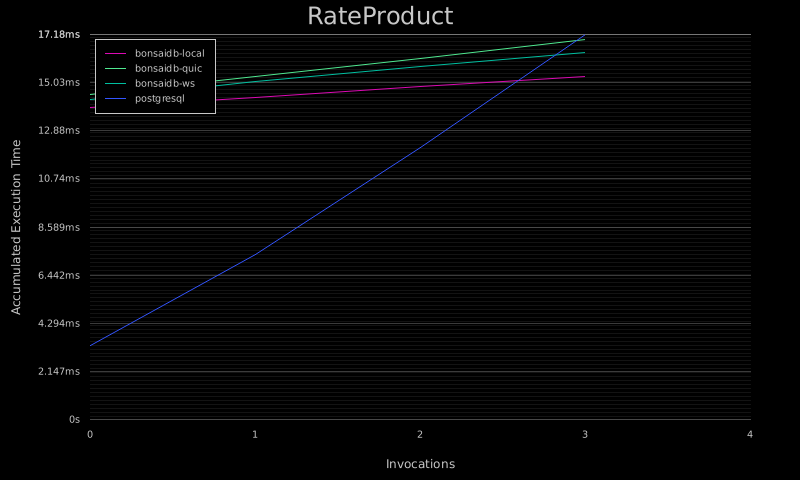 RateProduct
17.18ms
bonsaidb-local
bonsaidb-quic
bonsaidb-ws
postgresql
15.03ms
12.88ms
10.74ms
8.589ms
6.442ms
4.294ms
2.147ms
0s
Accumulated Execution Time
0 1 2 3 4
Invocations